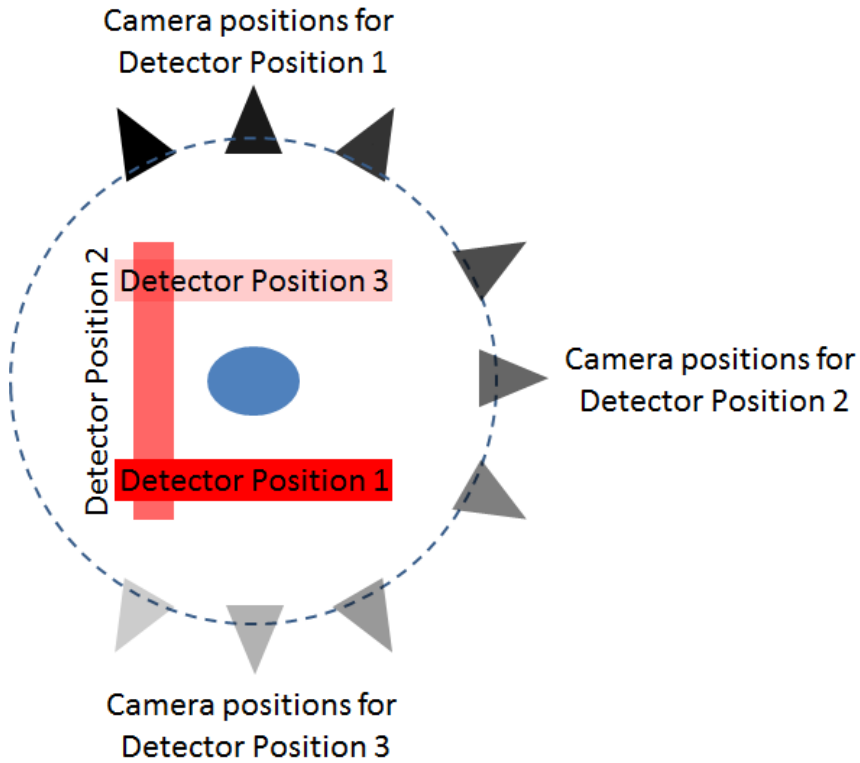 Camera positions for
Detector Position 1
Detector Position 2
Detector Position 3
Camera positions for
Detector Position 2
Detector Position 1
Camera positions for
Detector Position 3